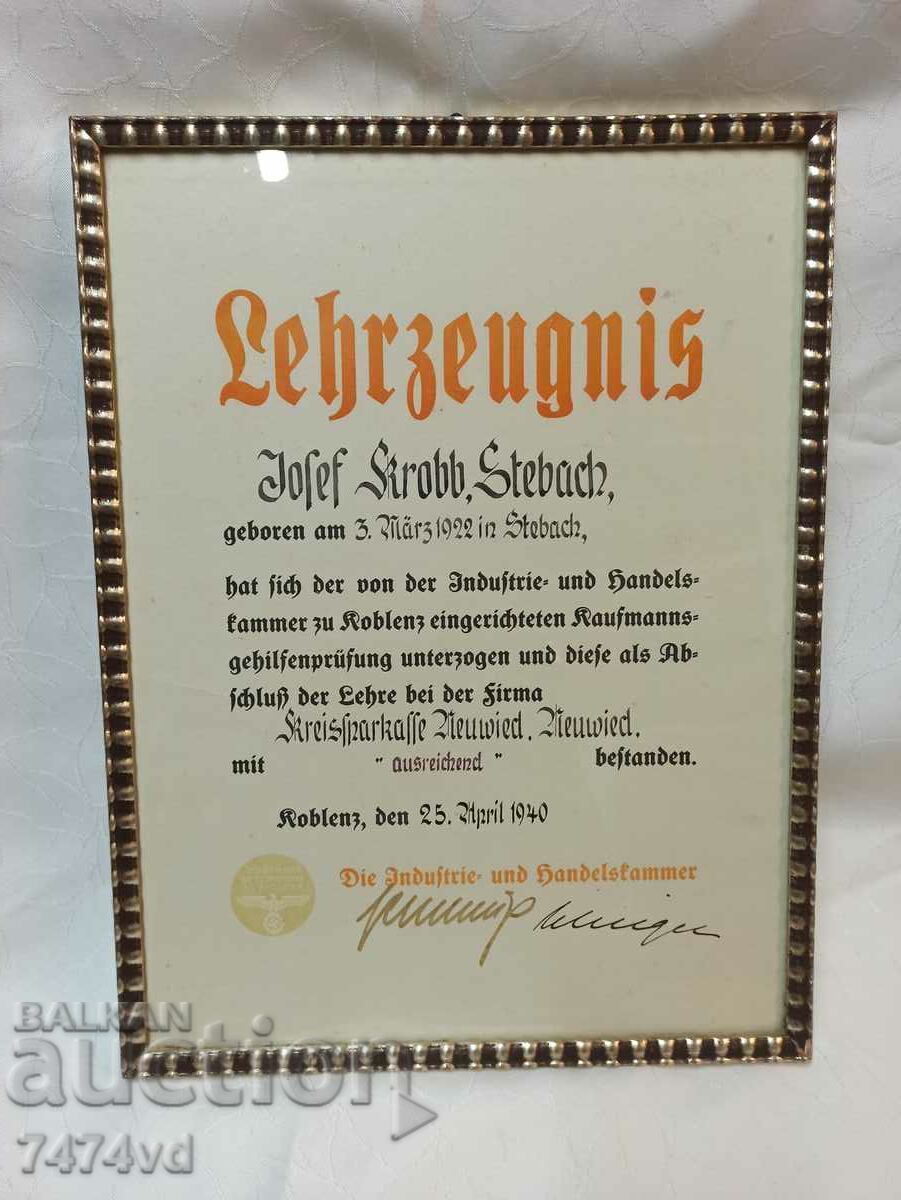 Lehrzeugnis
Josef Krobb, Stebach,
geboren am 3. März 1922 in Stebach,
hat sich der von der Industrie- und Handels-
kammer zu Koblenz eingerichteten Kaufmanns-
gehilfenprüfung unterzogen und diese als Ab-
schluß der Lehre bei der Firma
Kreissparkasse Neuwied, Neuwied.
mit " ausreichend " bestanden.
Koblenz, den 25. April 1940
Die Industrie- und Handelskammer
BALKAN
auction
7474vd